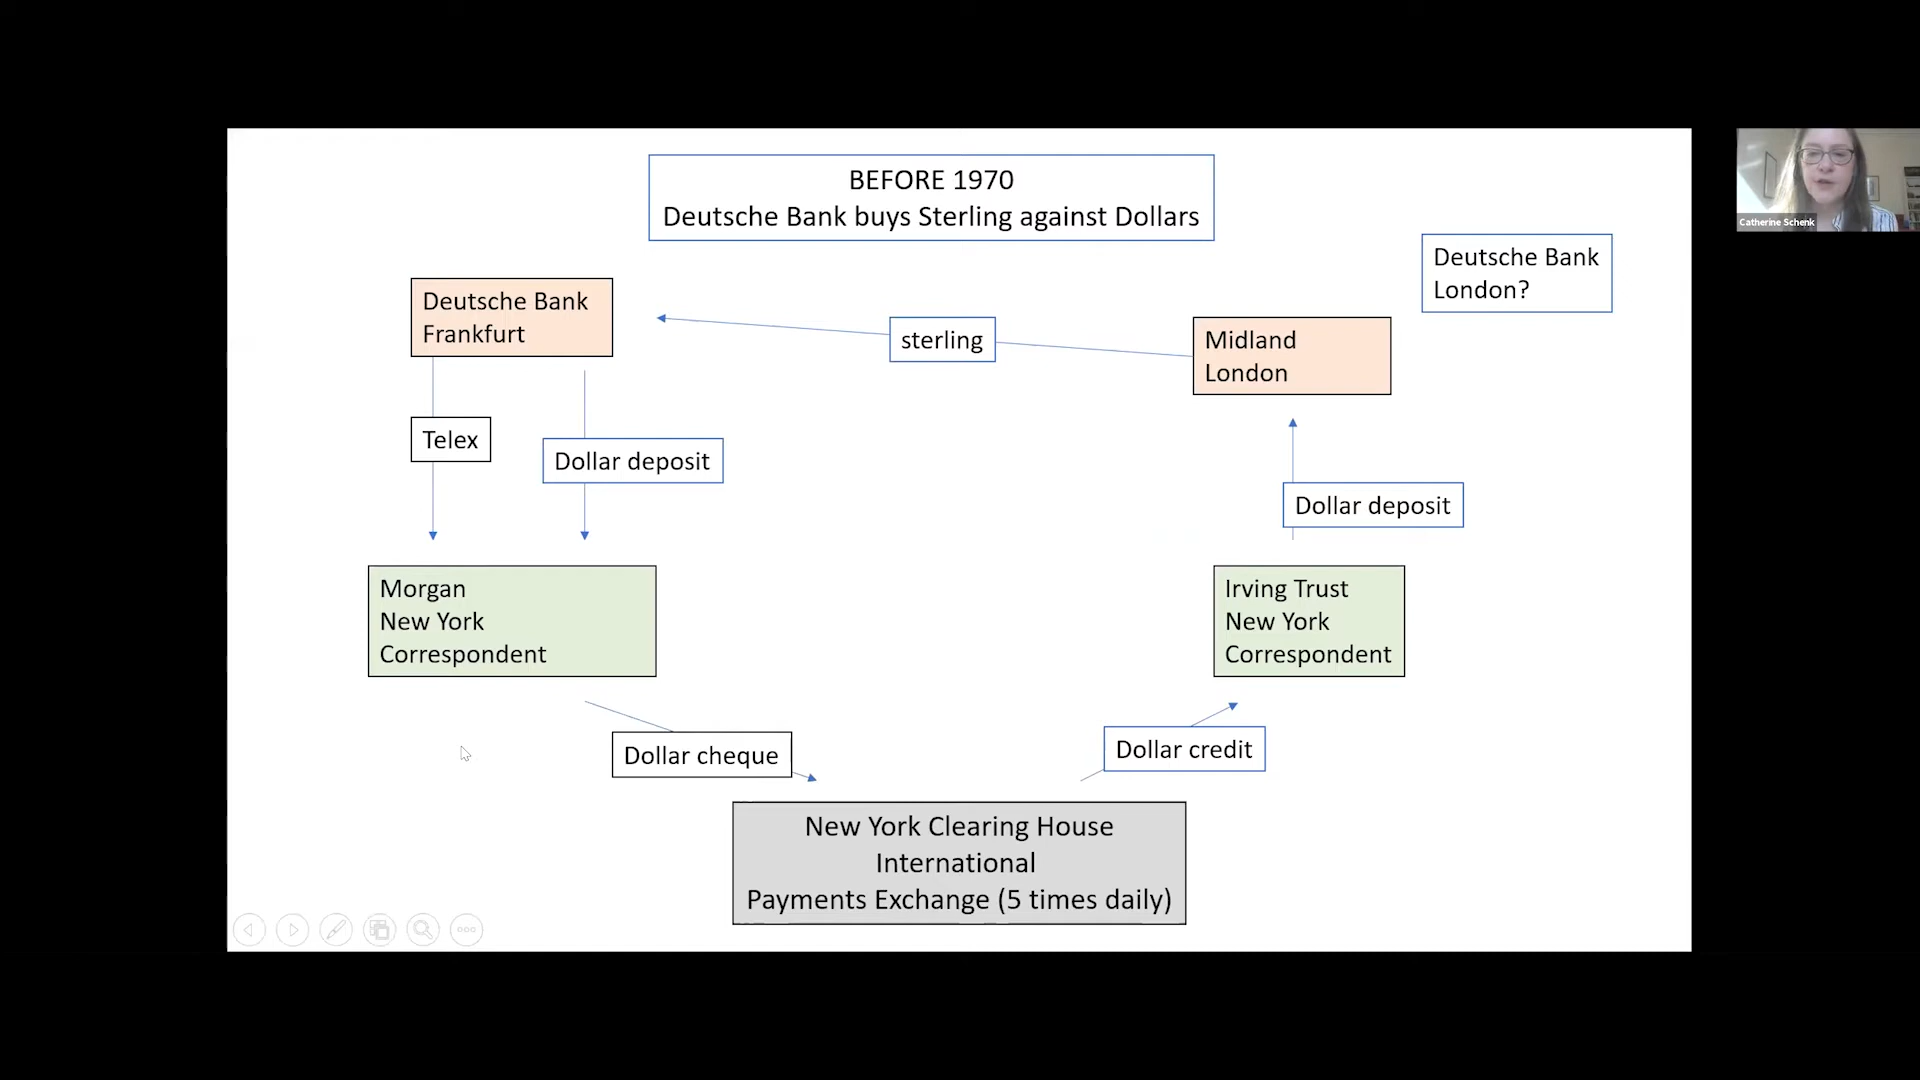 BEFORE 1970
Deutsche Bank buys Sterling against Dollars
Catherine Schenk
Deutsche Bank
London?
Deutsche Bank
Frankfurt
sterling
Midland
London
Telex
Dollar deposit
Dollar deposit
Morgan
New York
Correspondent
Irving Trust
New York
Correspondent
Dollar cheque
Dollar credit
New York Clearing House
International
Payments Exchange (5 times daily)